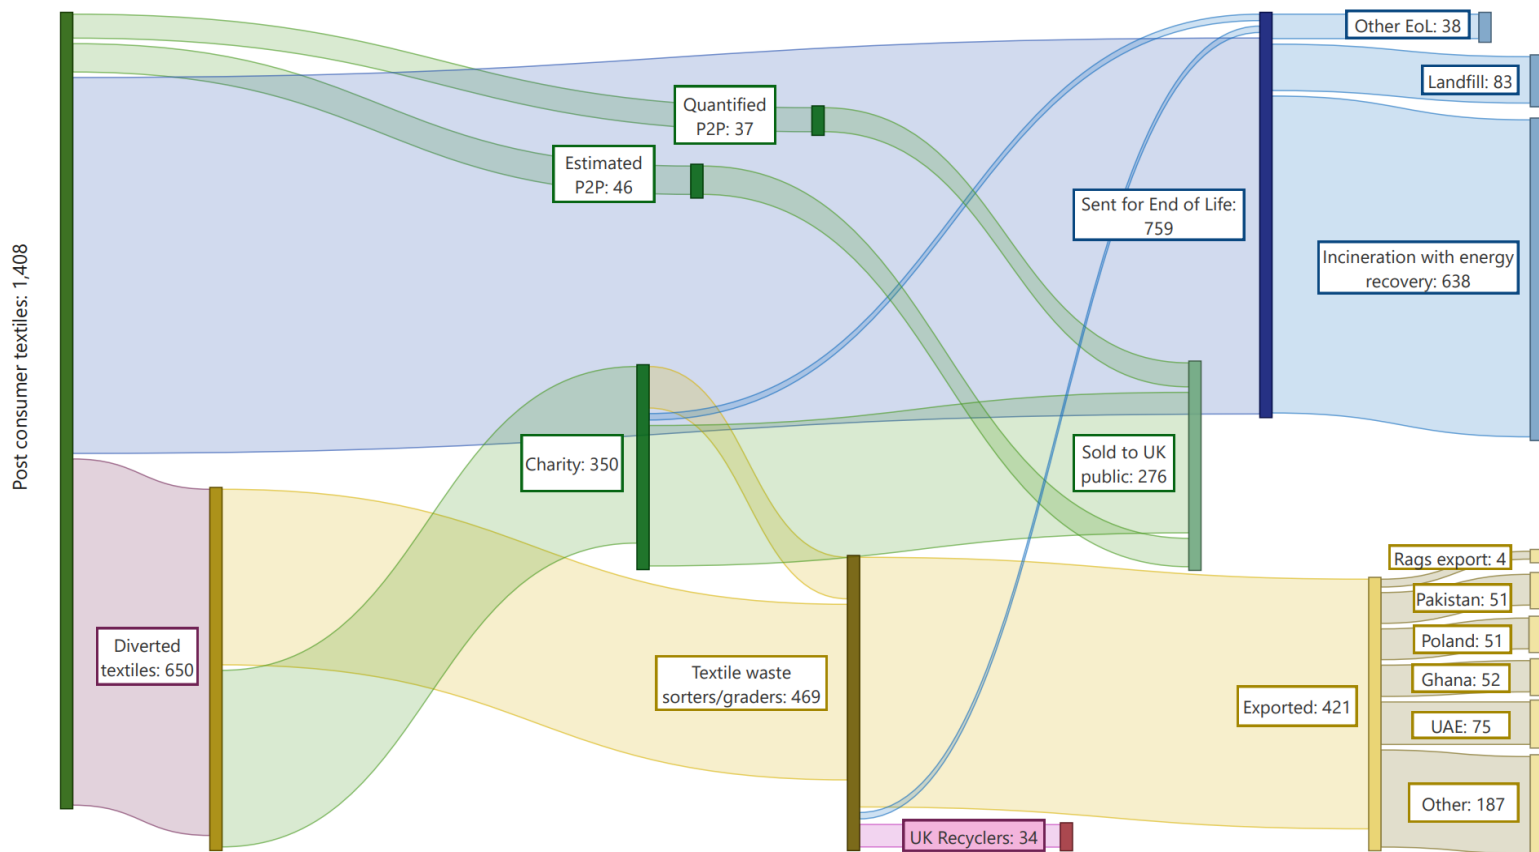 Post consumer textiles: 1,408
Other EoL: 38
Landfill: 83
Quantified
P2P: 37
Estimated
P2P: 46
Sent for End of Life:
759
Incineration with energy
recovery: 638
Charity: 350
Sold to UK
public: 276
Rags export: 4
Pakistan: 51
Poland: 51
Ghana: 52
Diverted
textiles: 650
Textile waste
sorters/graders: 469
Exported: 421
UAE: 75
Other: 187
UK Recyclers: 34